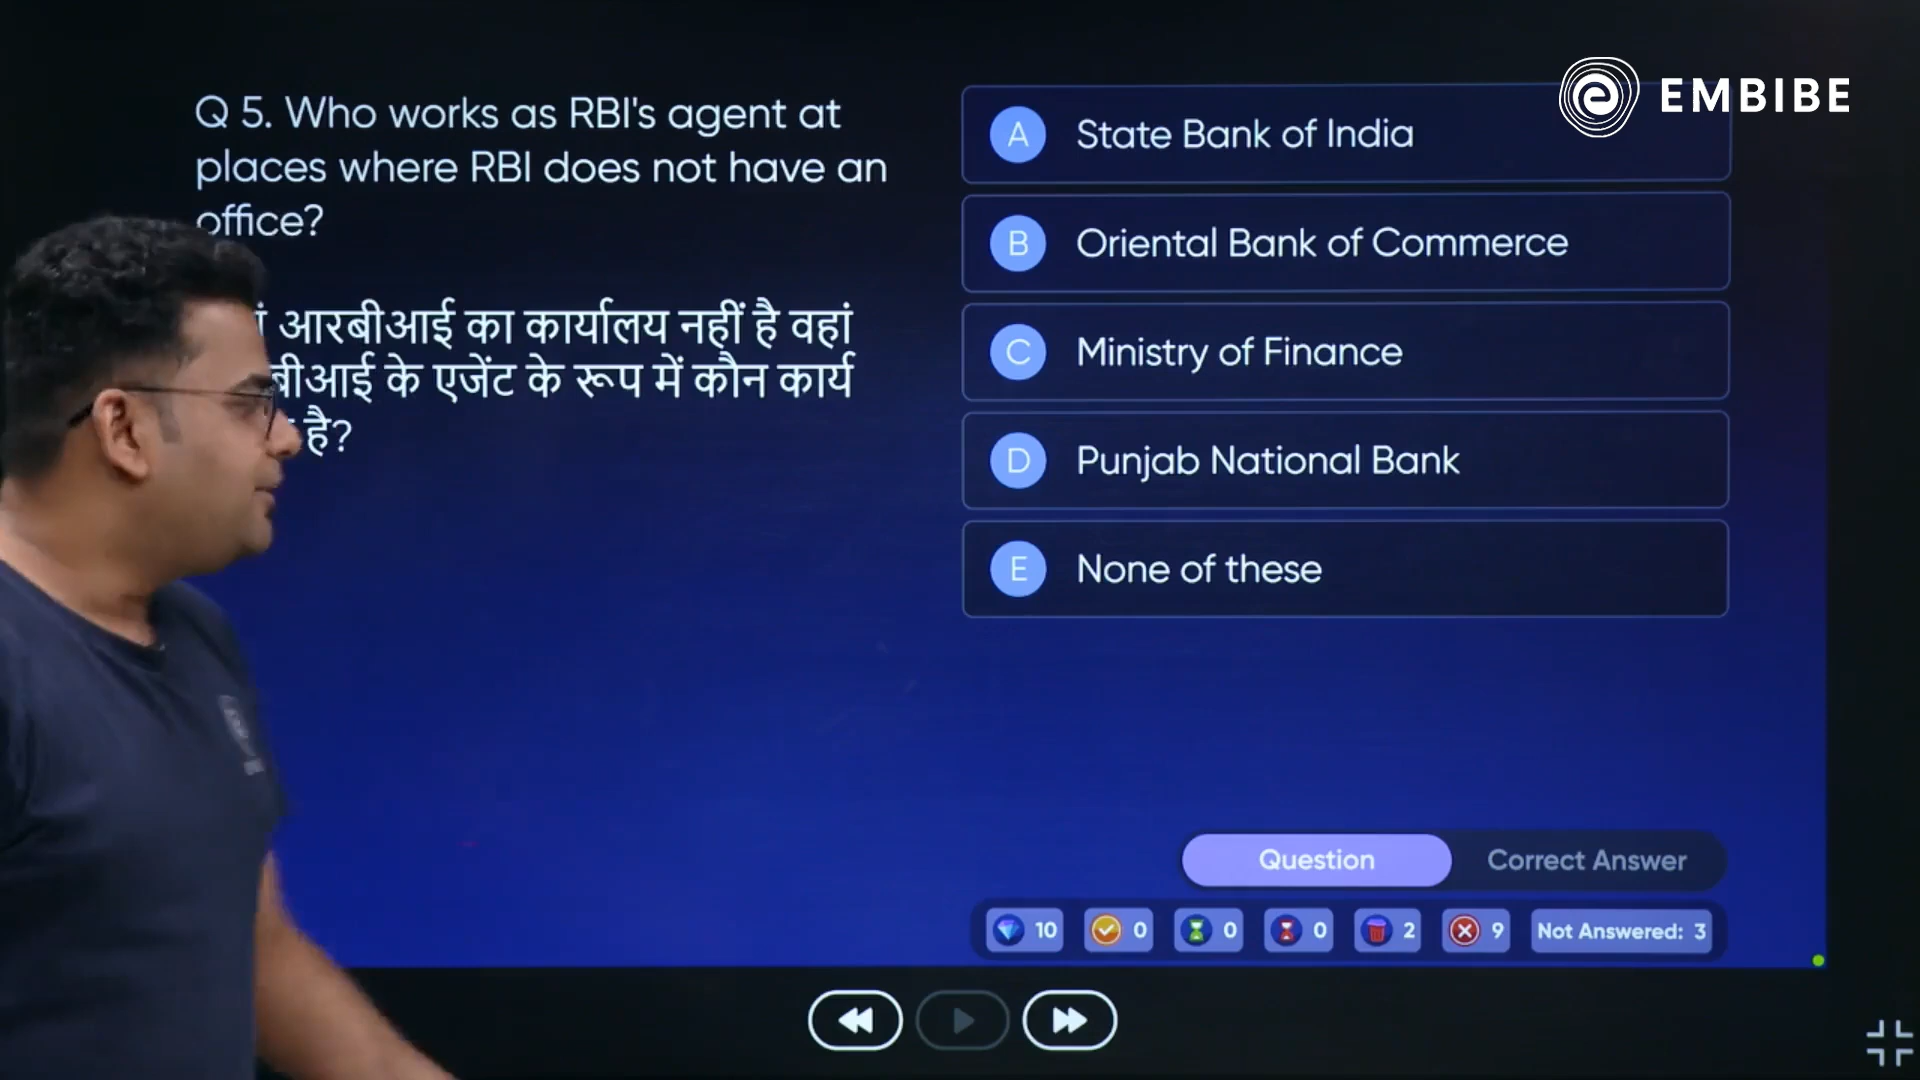 EMBIBE
Q 5. Who works as RBI's agent at
places where RBI does not have an
office?
आरबीआई का कार्यालय नहीं है वहां
बीआई के एजेंट के रूप में कौन कार्य
है?
A State Bank of India
B Oriental Bank of Commerce
C Ministry of Finance
D Punjab National Bank
E None of these
Question Correct Answer
10 0 0 0 2 9 Not Answered: 3